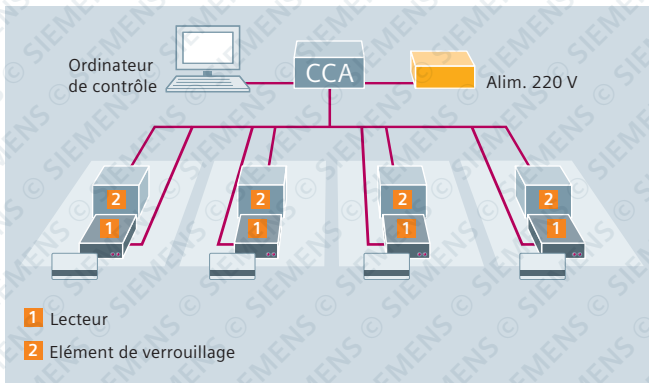 Ordinateur
de contrôle
CCA
Alim. 220 V
2
2
2
2
1
1
1
1
1 Lecteur
2 Elément de verrouillage
© SIEMENS